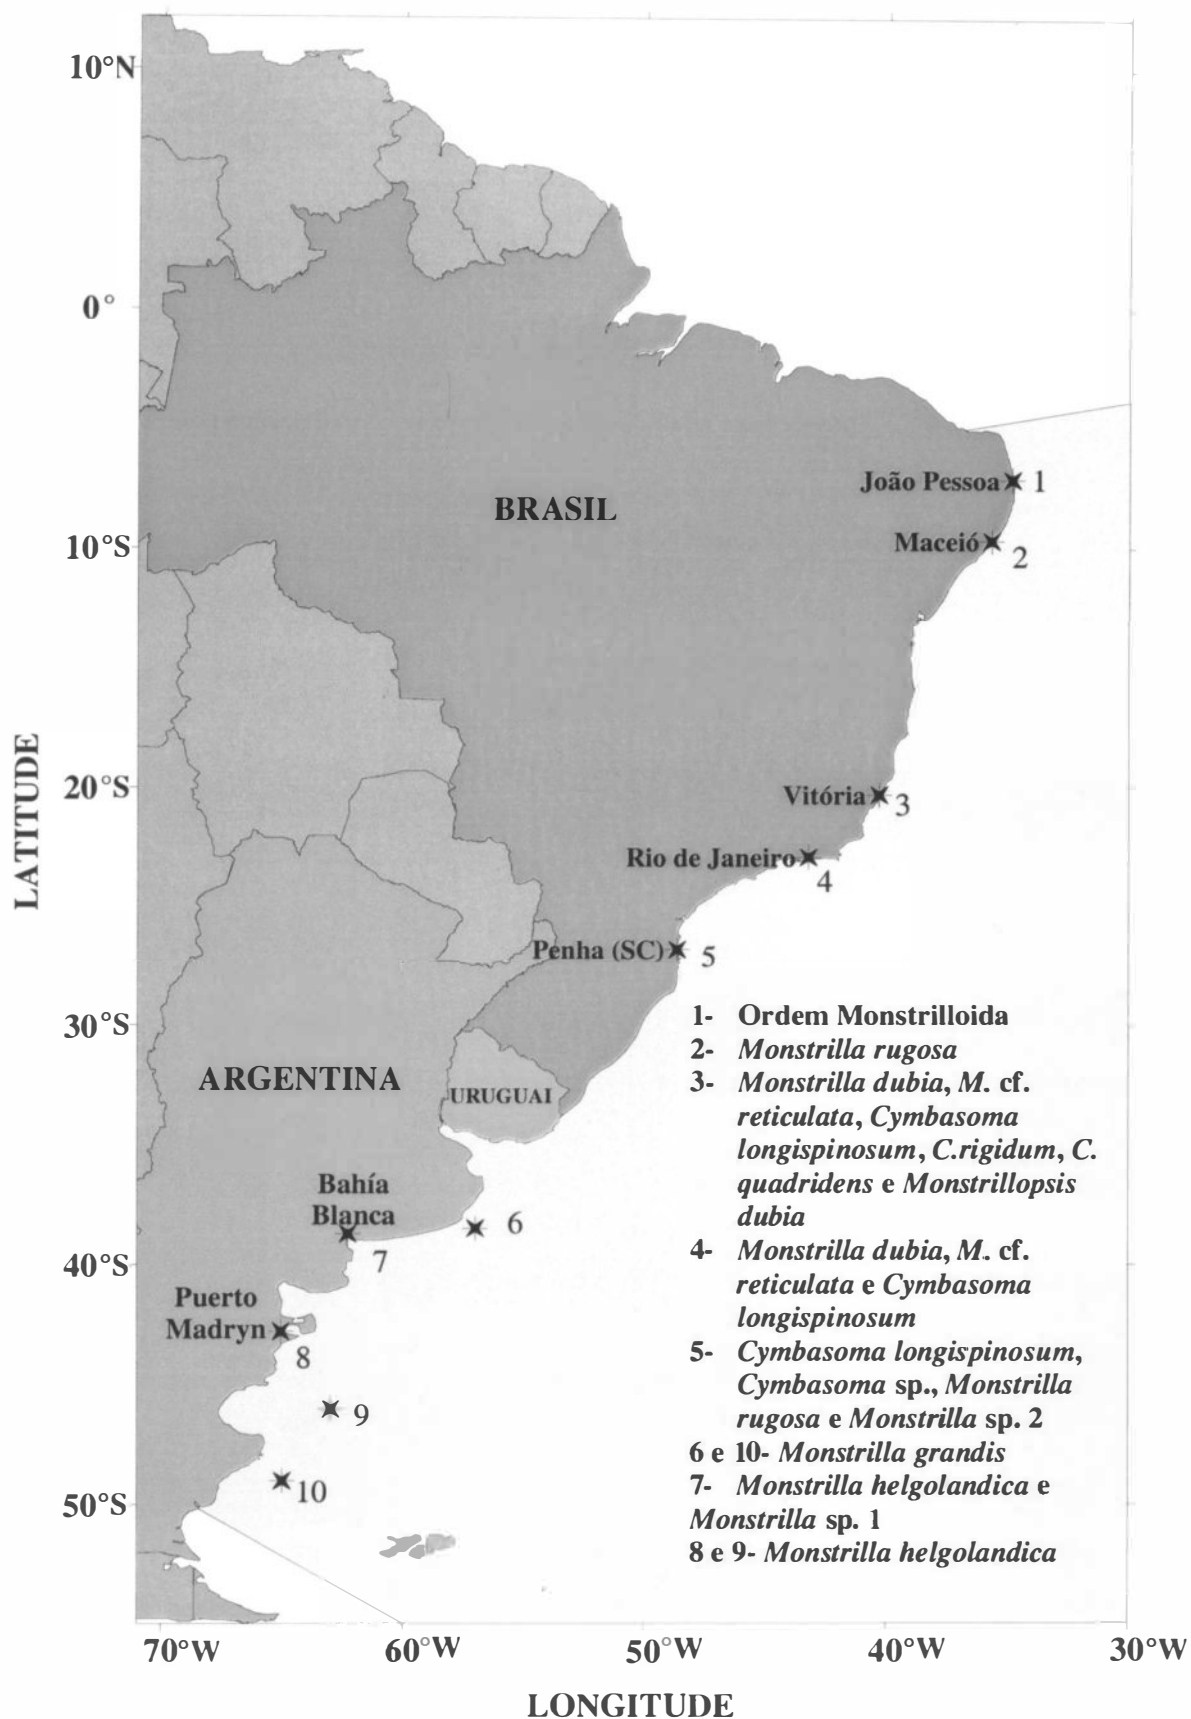 10°N
0°
10°S
20°S
30°S
40°S
50°S
LATITUDE
BRASIL
João Pessoa 1
Maceió 2
Vitória 3
Rio de Janeiro 4
Penha (SC) 5
ARGENTINA
URUGUAI
Bahía
Blanca
6
7
Puerto
Madryn
8
9
10
1- Ordem Monstrilloida
2- Monstrilla rugosa
3- Monstrilla dubia, M. cf.
reticulata, Cymbasoma
longispinosum, C.rigidum, C.
quadridens e Monstrillopsis
dubia
4- Monstrilla dubia, M. cf.
reticulata e Cymbasoma
longispinosum
5- Cymbasoma longispinosum,
Cymbasoma sp., Monstrilla
rugosa e Monstrilla sp. 2
6 e 10- Monstrilla grandis
7- Monstrilla helgolandica e
Monstrilla sp. 1
8 e 9- Monstrilla helgolandica
70°W 60°W 50°W 40°W 30°W
LONGITUDE